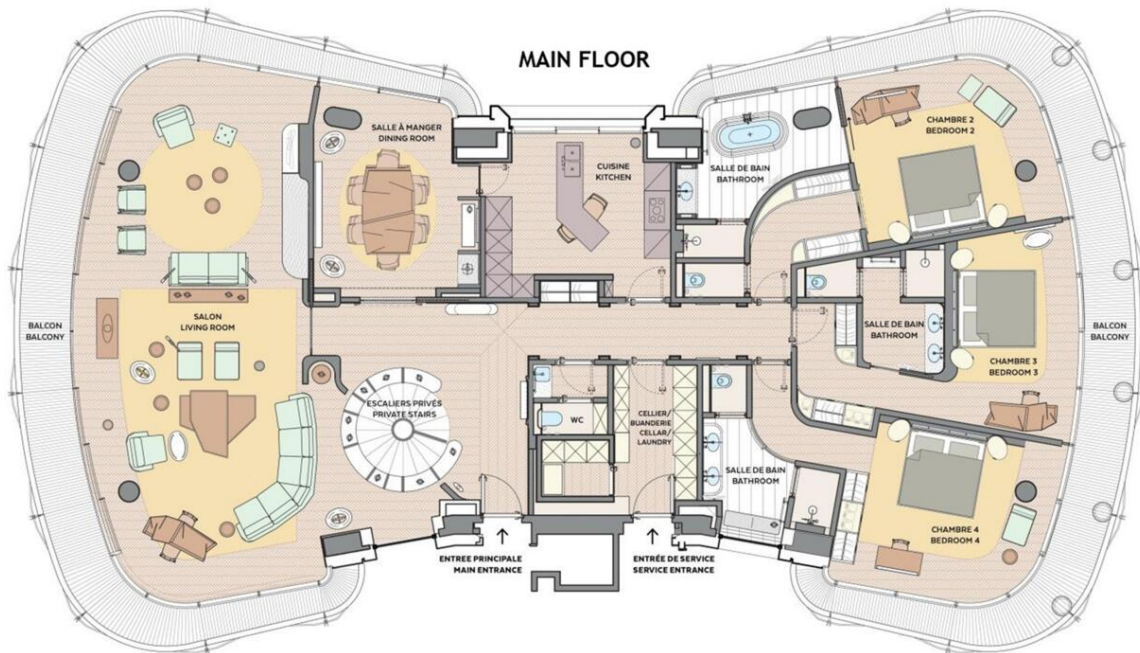 MAIN FLOOR
SALLE À MANGER
DINING ROOM
CUISINE
KITCHEN
SALLE DE BAIN
BATHROOM
CHAMBRE 2
BEDROOM 2
SALON
LIVING ROOM
BALCON
BALCONY
SALLE DE BAIN
BATHROOM
CHAMBRE 3
BEDROOM 3
BALCON
BALCONY
ESCALIERS PRIVÉS
PRIVATE STAIRS
WC
CELLIER/
BUANDERIE
CELLAR/
LAUNDRY
SALLE DE BAIN
BATHROOM
CHAMBRE 4
BEDROOM 4
ENTREE PRINCIPALE
MAIN ENTRANCE
ENTRÉE DE SERVICE
SERVICE ENTRANCE